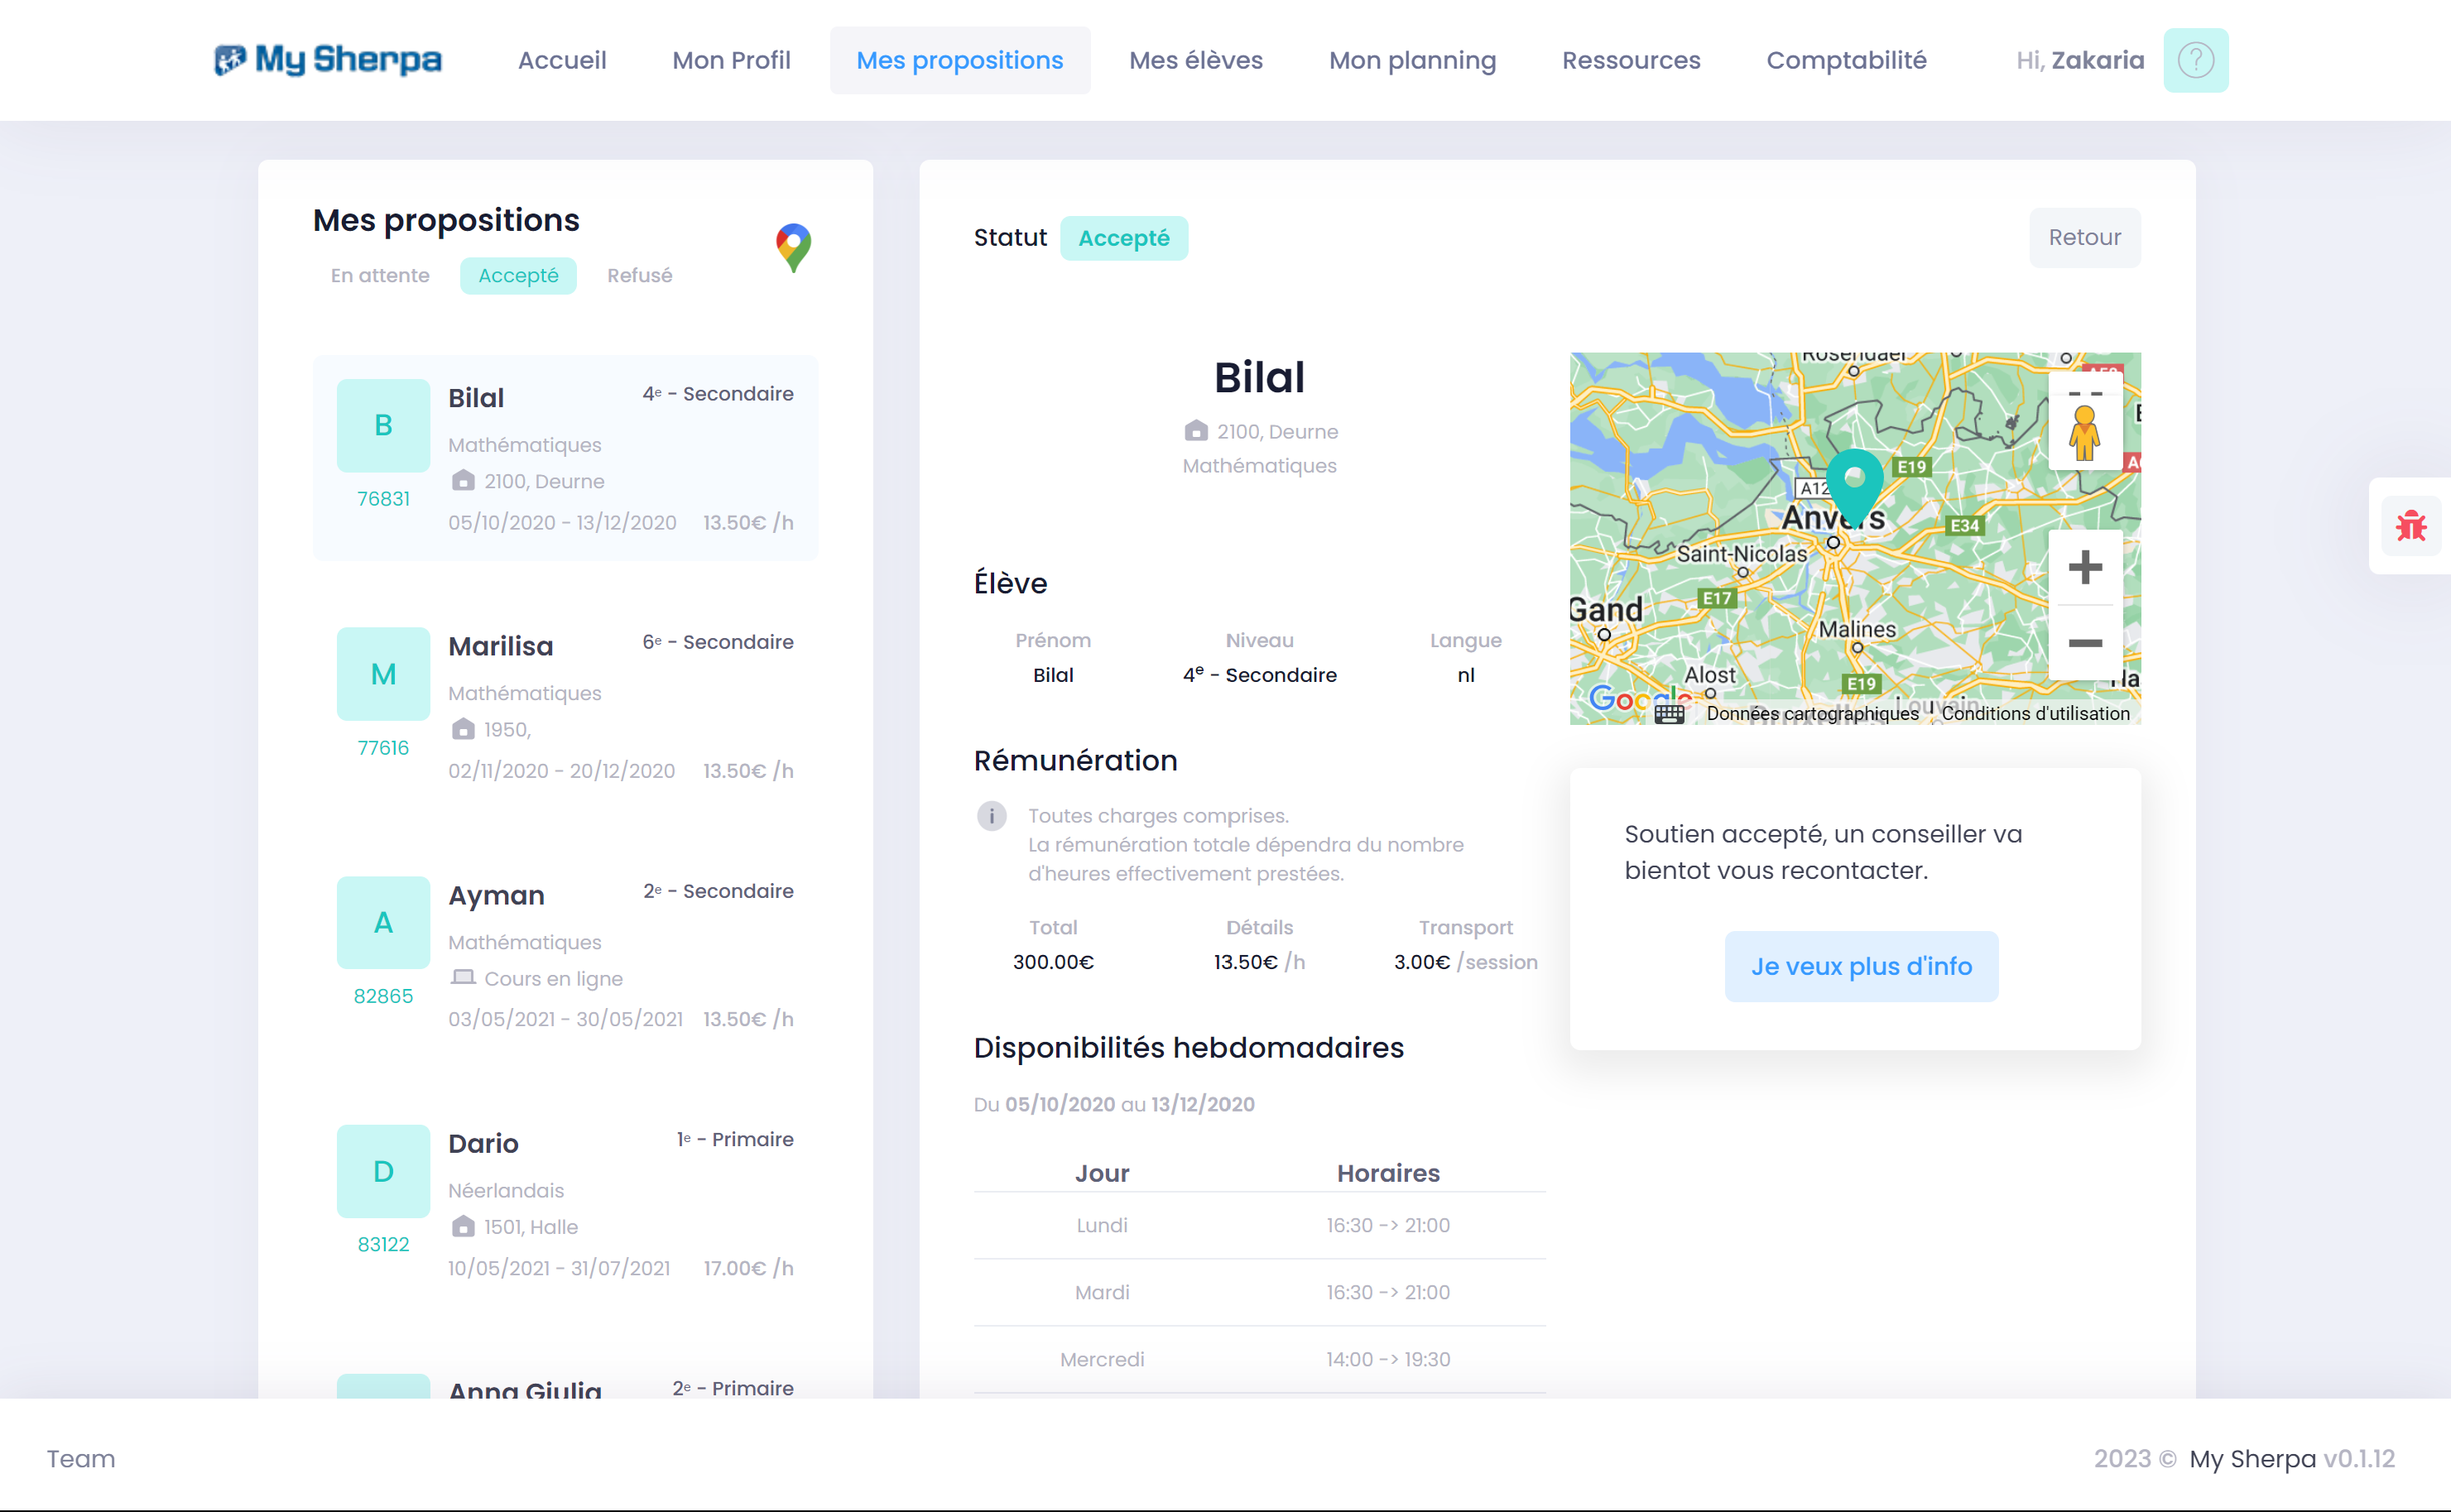 My Sherpa
Accueil
Mon Profil
Mes propositions
Mes élèves
Mon planning
Ressources
Comptabilité
Hi, Zakaria
?
Mes propositions
En attente
Accepté
Refusé
B
76831
Bilal
4e - Secondaire
Mathématiques
2100, Deurne
05/10/2020 - 13/12/2020
13.50€ /h
M
77616
Marilisa
6e - Secondaire
Mathématiques
1950,
02/11/2020 - 20/12/2020
13.50€ /h
A
82865
Ayman
2e - Secondaire
Mathématiques
Cours en ligne
03/05/2021 - 30/05/2021
13.50€ /h
D
83122
Dario
1e - Primaire
Néerlandais
1501, Halle
10/05/2021 - 31/07/2021
17.00€ /h
Anna Giulia
2e - Primaire
Statut
Accepté
Retour
Bilal
2100, Deurne
Mathématiques
Élève
Prénom
Niveau
Langue
Bilal
4e - Secondaire
nl
Rémunération
Toutes charges comprises.
La rémunération totale dépendra du nombre
d'heures effectivement prestées.
Total
Détails
Transport
300.00€
13.50€ /h
3.00€ /session
Disponibilités hebdomadaires
Du 05/10/2020 au 13/12/2020
Jour
Horaires
Lundi
16:30 -> 21:00
Mardi
16:30 -> 21:00
Mercredi
14:00 -> 19:30
Rosendael
E19
A12
Anvers
E34
Saint-Nicolas
E17
Gand
Malines
Alost
E19
Louvain
Google
Données cartographiques
Conditions d'utilisation
Soutien accepté, un conseiller va
bientot vous recontacter.
Je veux plus d'info
Team
2023 © My Sherpa v0.1.12